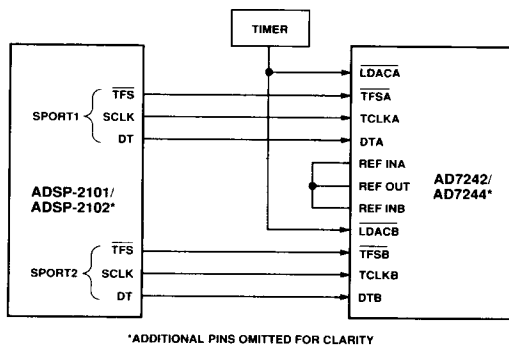 TIMER
LDACA
TFS
TFSA
SPORT1
SCLK
TCLKA
DT
DTA
REF INA
ADSP-2101/
ADSP-2102*
REF OUT
AD7242/
AD7244*
REF INB
LDACB
TFS
TFSB
SPORT2
SCLK
TCLKB
DT
DTB
*ADDITIONAL PINS OMITTED FOR CLARITY